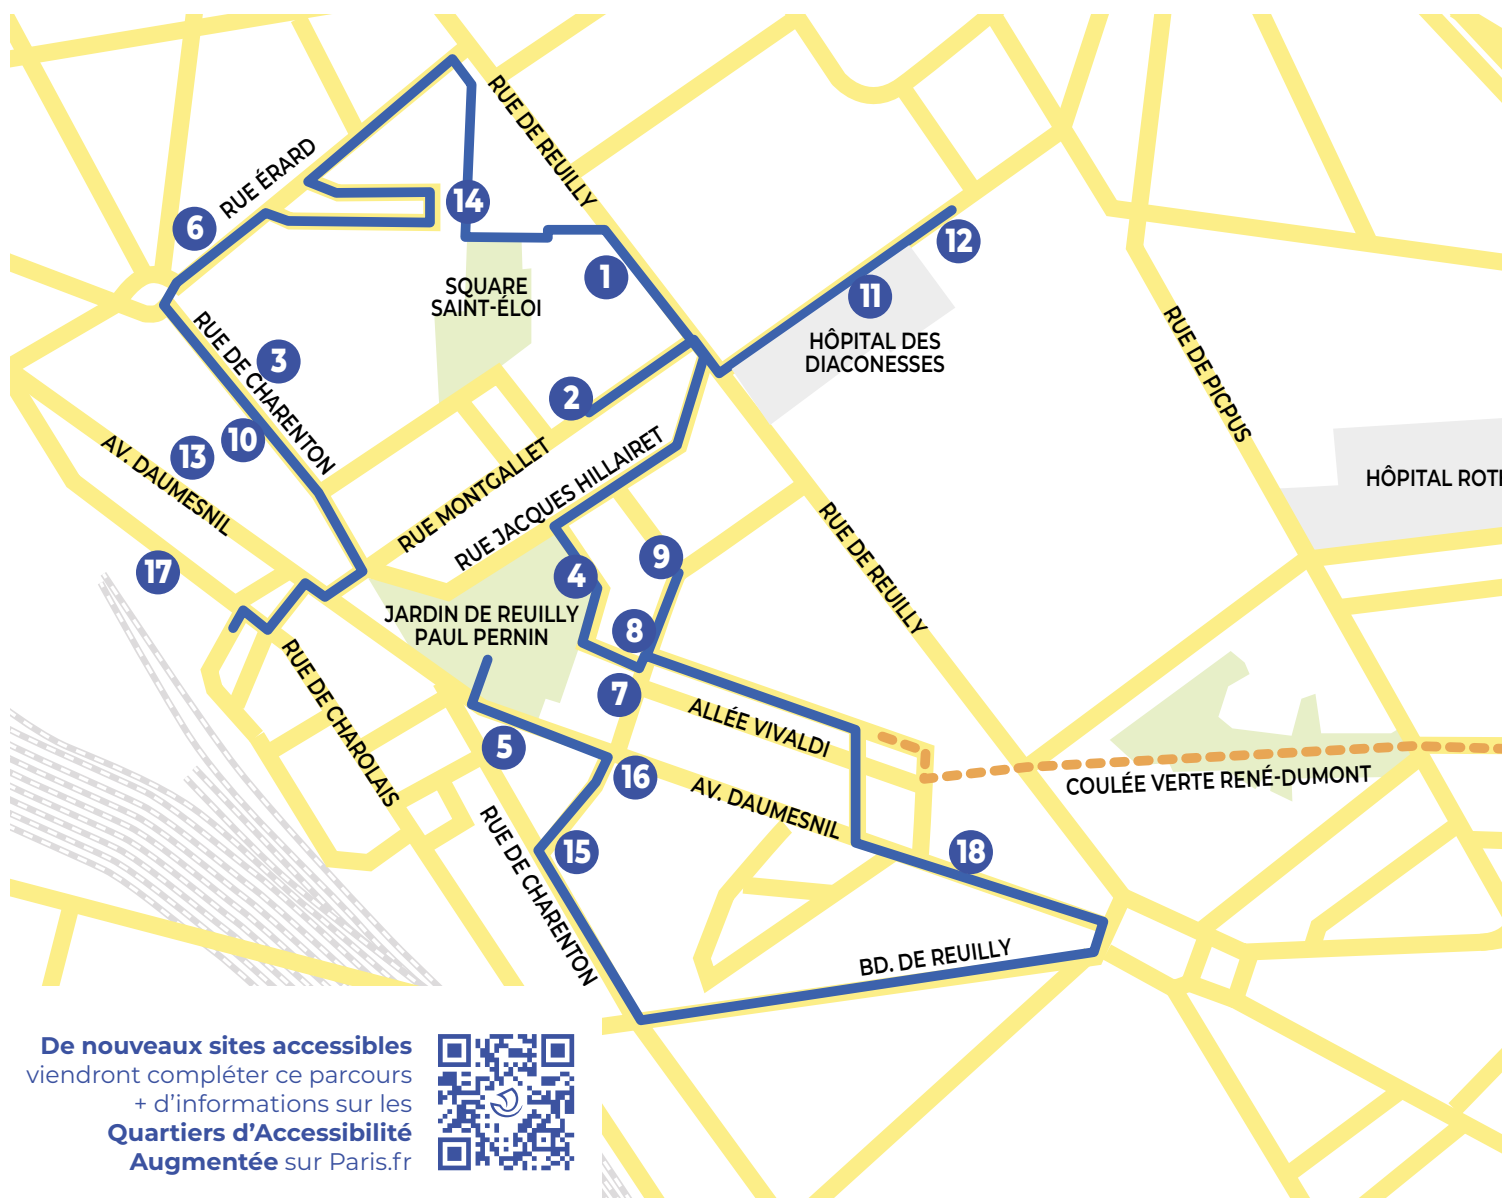 RUE DE REUILLY
RUE ÉRARD
14
6
12
1
SQUARE
SAINT-ÉLOI
11
HÔPITAL DES
DIACONESSES
RUE DE CHARENTON
3
RUE DE PICPUS
2
10
13
AV. DAUMESNIL
RUE MONTGALLET
RUE JACQUES HILLAIRET
HÔPITAL ROTH
RUE DE REUILLY
9
17
4
JARDIN DE REUILLY
PAUL PERNIN
8
7
RUE DE CHAROLAIS
ALLÉE VIVALDI
5
16
AV. DAUMESNIL
COULÉE VERTE RENÉ-DUMONT
15
18
RUE DE CHARENTON
BD. DE REUILLY
De nouveaux sites accessibles
viendront compléter ce parcours
+ d'informations sur les
Quartiers d'Accessibilité
Augmentée sur Paris.fr